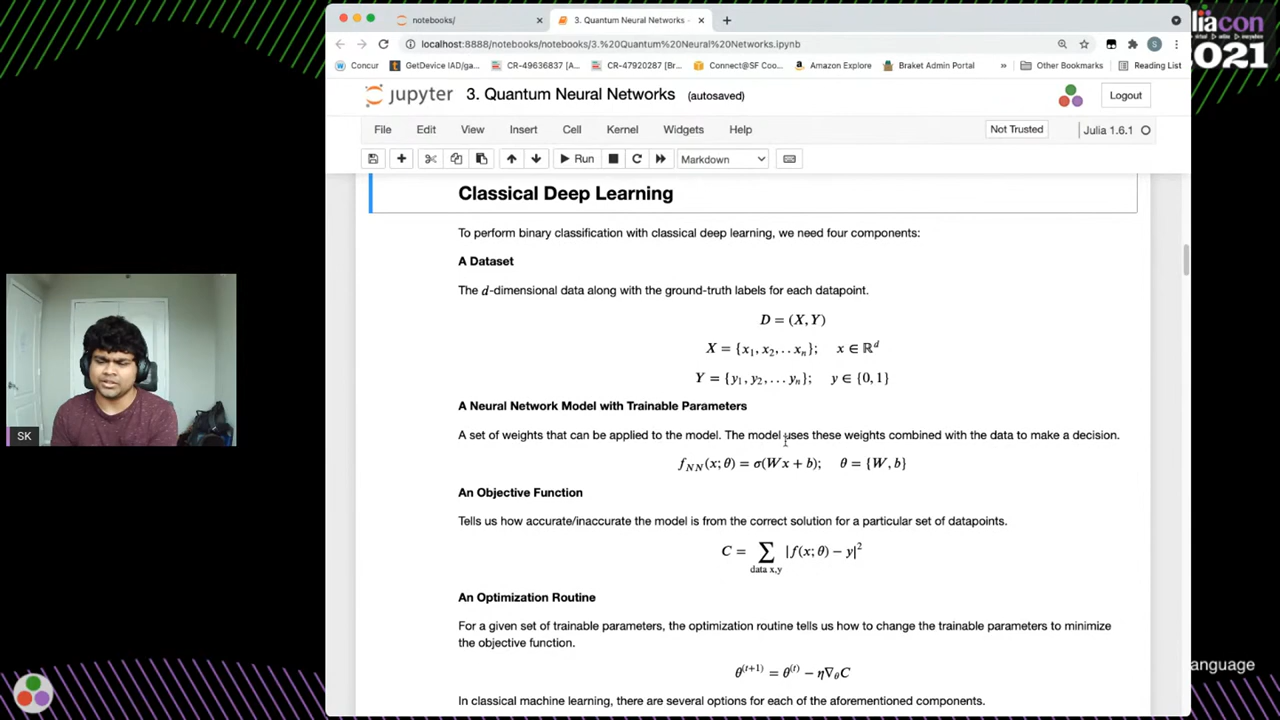 notebooks/
3. Quantum Neural Networks -
localhost:8888/notebooks/notebooks/3.%20Quantum%20Neural%20Networks.ipynb
S
Concur
GetDevice IAD/ga...
CR-49636837 [A...
CR-47920287 [Br...
Connect@SF Coo...
Amazon Explore
Braket Admin Portal
»
Other Bookmarks
Reading List
liacon
2021
jupyter
3. Quantum Neural Networks (autosaved)
Logout
File Edit View Insert Cell Kernel Widgets Help
Not Trusted
Julia 1.6.1
Run
Markdown
Classical Deep Learning
To perform binary classification with classical deep learning, we need four components:
A Dataset
The d-dimensional data along with the ground-truth labels for each datapoint.
D = (X, Y)
X = {x₁, x₂, . . xₙ}; x ∈ ℝᵈ
Y = {y₁, y₂, . . . yₙ}; y ∈ {0, 1}
A Neural Network Model with Trainable Parameters
A set of weights that can be applied to the model. The model uses these weights combined with the data to make a decision.
f_NN(x; θ) = σ(Wx + b); θ = {W, b}
An Objective Function
Tells us how accurate/inaccurate the model is from the correct solution for a particular set of datapoints.
C = ∑ |f(x; θ) − y|²
data x,y
An Optimization Routine
For a given set of trainable parameters, the optimization routine tells us how to change the trainable parameters to minimize
the objective function.
θ⁽ᵗ⁺¹⁾ = θ⁽ᵗ⁾ − η∇_θC
In classical machine learning, there are several options for each of the aforementioned components.
SK
anguage